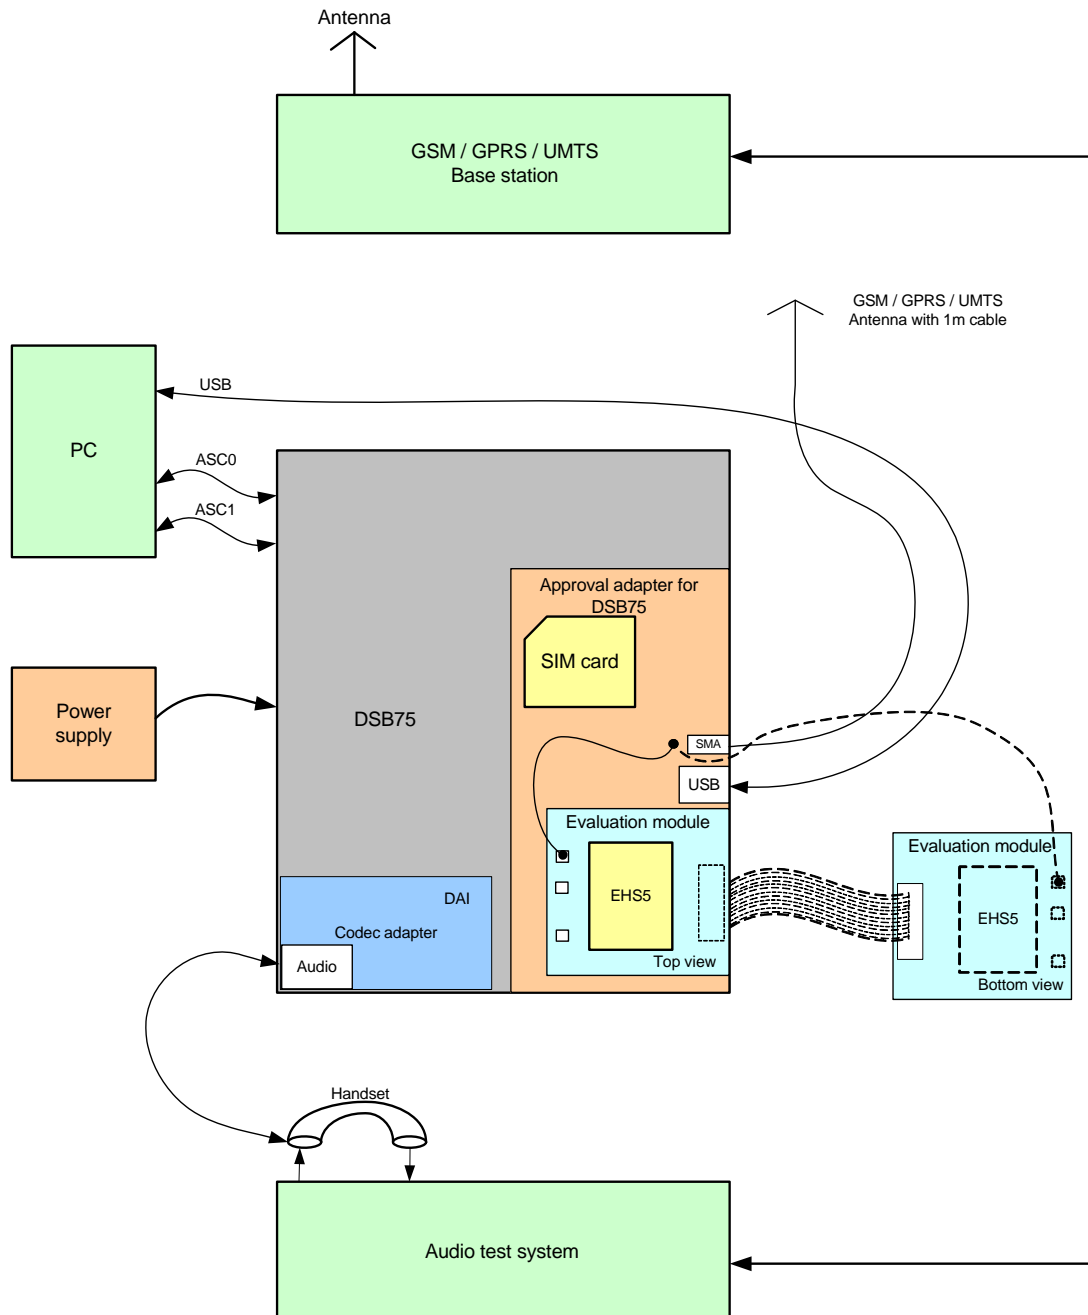 Antenna
GSM / GPRS / UMTS
Base station
GSM / GPRS / UMTS
Antenna with 1m cable
USB
PC
ASC0
ASC1
Approval adapter for
DSB75
SIM card
Power
supply
DSB75
SMA
USB
Evaluation module
EHS5
Top view
Evaluation module
EHS5
Bottom view
DAI
Codec adapter
Audio
Handset
Audio test system